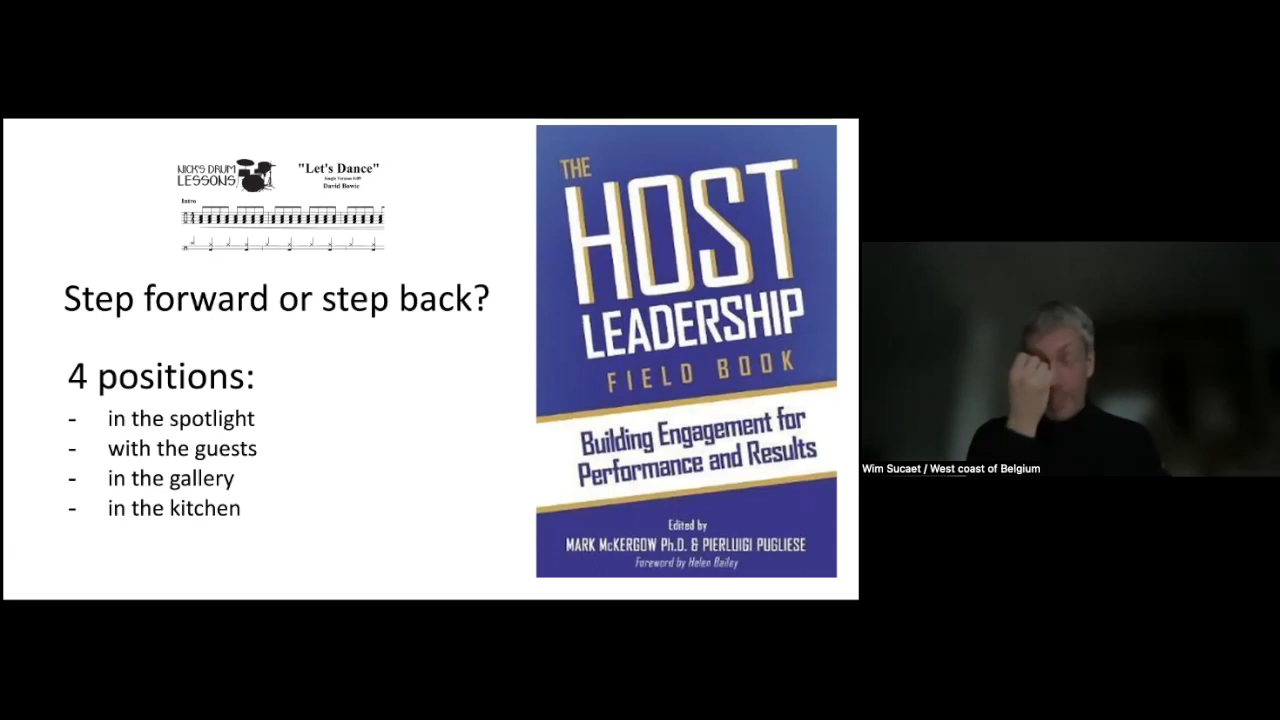 NICK'S DRUM
LESSONS
"Let's Dance"
David Bowie
Intro
Step forward or step back?
4 positions:
- in the spotlight
- with the guests
- in the gallery
- in the kitchen
THE
HOST
LEADERSHIP
FIELD BOOK
Building Engagement for
Performance and Results
Edited by
MARK McKERGOW Ph.D. & PIERLUIGI PUGLIESE
Foreword by Helen Bailey
Wim Sucaet / West coast of Belgium